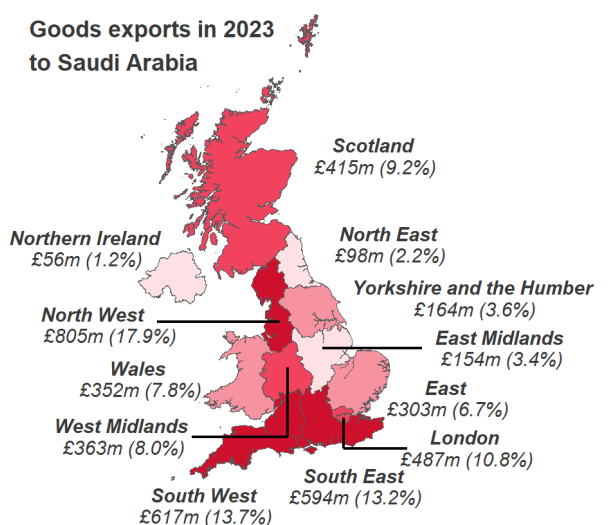 Goods exports in 2023
to Saudi Arabia
Scotland
£415m (9.2%)
Northern Ireland
£56m (1.2%)
North East
£98m (2.2%)
Yorkshire and the Humber
£164m (3.6%)
North West
£805m (17.9%)
East Midlands
£154m (3.4%)
Wales
£352m (7.8%)
East
£303m (6.7%)
West Midlands
£363m (8.0%)
London
£487m (10.8%)
South East
£594m (13.2%)
South West
£617m (13.7%)